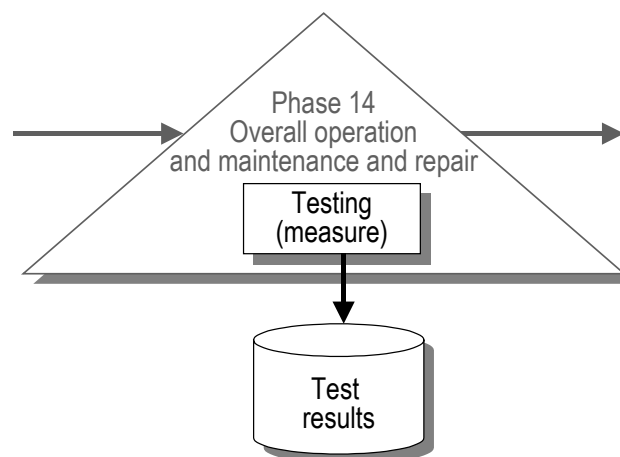 Phase 14
Overall operation
and maintenance and repair
Testing
(measure)
Test
results